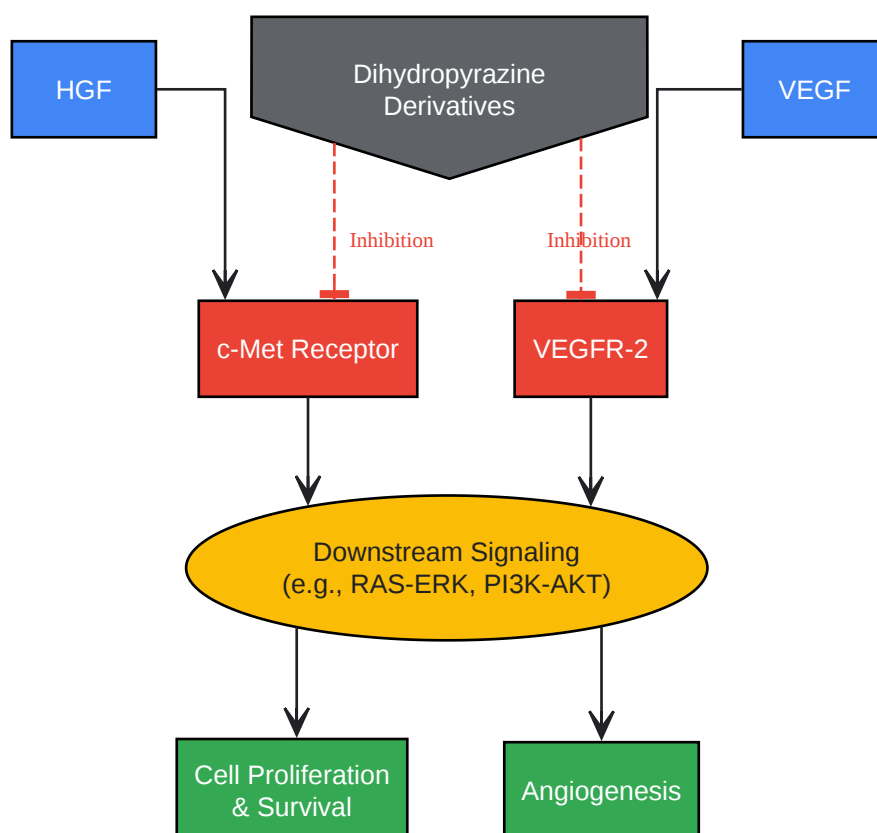 HGF
Dihydropyrazine
Derivatives
VEGF
Inhibition
Inhibition
c-Met Receptor
VEGFR-2
Downstream Signaling
(e.g., RAS-ERK, PI3K-AKT)
Cell Proliferation
& Survival
Angiogenesis